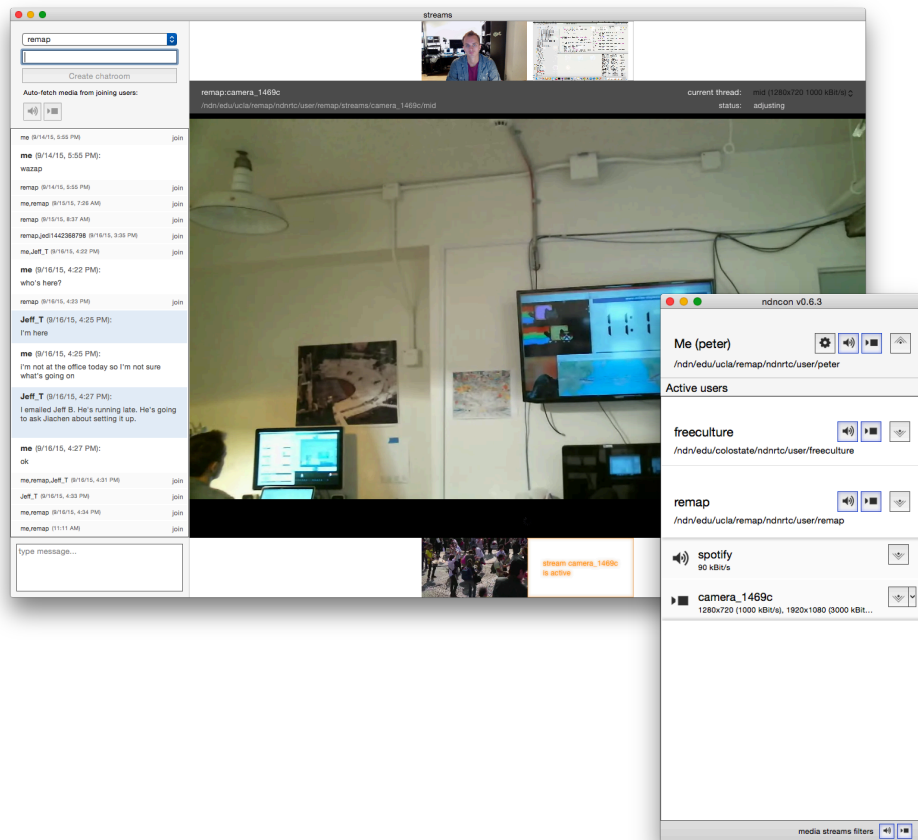 streams
remap
Create chatroom
Auto-fetch media from joining users:
me (9/14/15, 5:55 PM) join
me (9/14/15, 5:55 PM):
wazap
remap (9/14/15, 5:55 PM) join
me,remap (9/15/15, 7:25 AM) join
remap (9/15/15, 8:37 AM) join
remap,jedi1442368798 (9/16/15, 3:35 PM) join
me,Jeff_T (9/16/15, 4:22 PM) join
me (9/16/15, 4:22 PM):
who's here?
remap (9/16/15, 4:23 PM) join
Jeff_T (9/16/15, 4:25 PM):
I'm here
me (9/16/15, 4:25 PM):
i'm not at the office today so I'm not sure
what's going on
Jeff_T (9/16/15, 4:27 PM):
I emailed Jeff B. He's running late. He's going
to ask Jiachen about setting it up.
me (9/16/15, 4:27 PM):
ok
me,remap,Jeff_T (9/16/15, 4:31 PM) join
Jeff_T (9/16/15, 4:33 PM) join
me,remap (9/16/15, 4:34 PM) join
me,remap (11:11 AM) join
type message...
remap:camera_1469c
/ndn/edu/ucla/remap/ndnrtc/user/remap/streams/camera_1469c/mid
current thread: mid (1280x720 1000 kBit/s)
status: adjusting
11:1
stream camera_1469c
is active
ndncon v0.6.3
Me (peter)
/ndn/edu/ucla/remap/ndnrtc/user/peter
Active users
freeculture
/ndn/edu/colostate/ndnrtc/user/freeculture
remap
/ndn/edu/ucla/remap/ndnrtc/user/remap
spotify
90 kBit/s
camera_1469c
1280x720 (1000 kBit/s), 1920x1080 (3000 kBit...
media streams filters